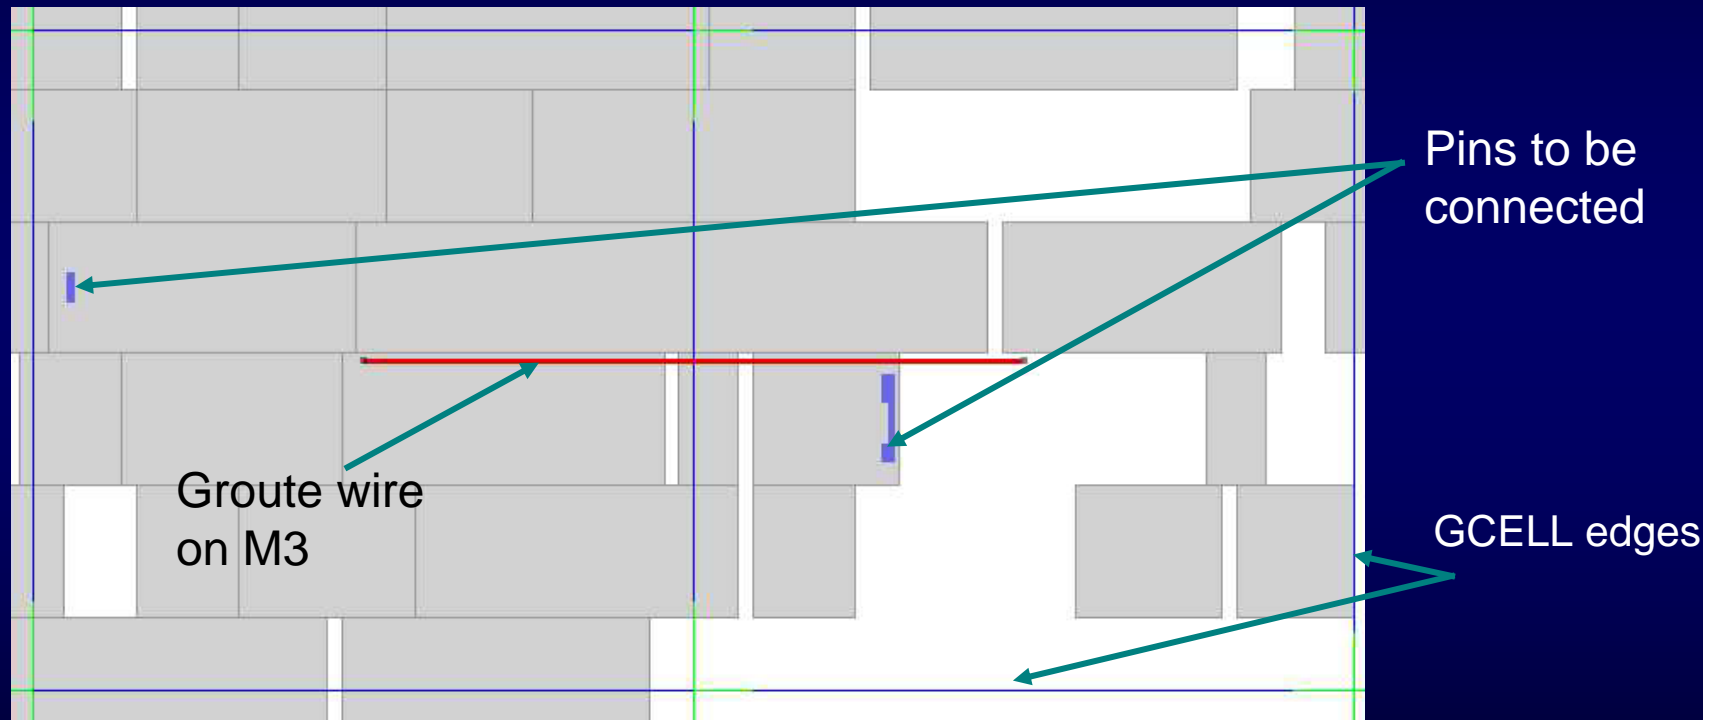 Pins to be
connected
Groute wire
on M3
GCELL edges